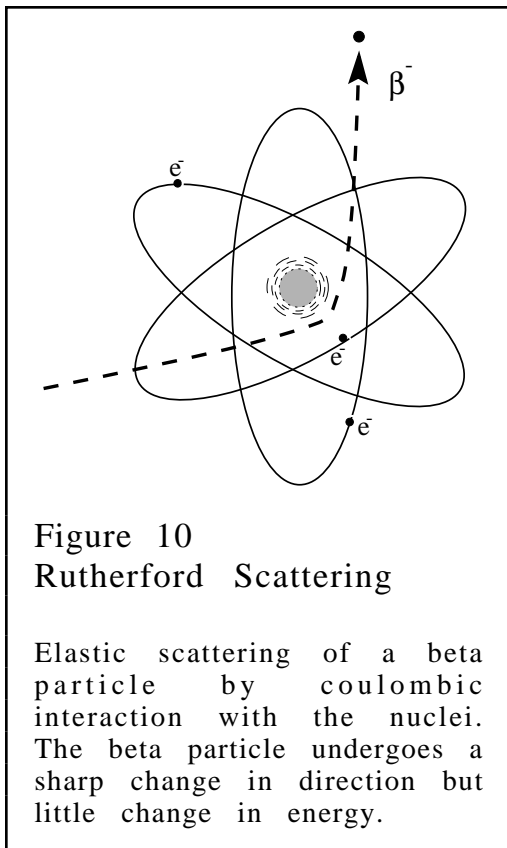 β-
e-
e-
e-
Figure 10
Rutherford Scattering
Elastic scattering of a beta
particle by coulombic
interaction with the nuclei.
The beta particle undergoes a
sharp change in direction but
little change in energy.